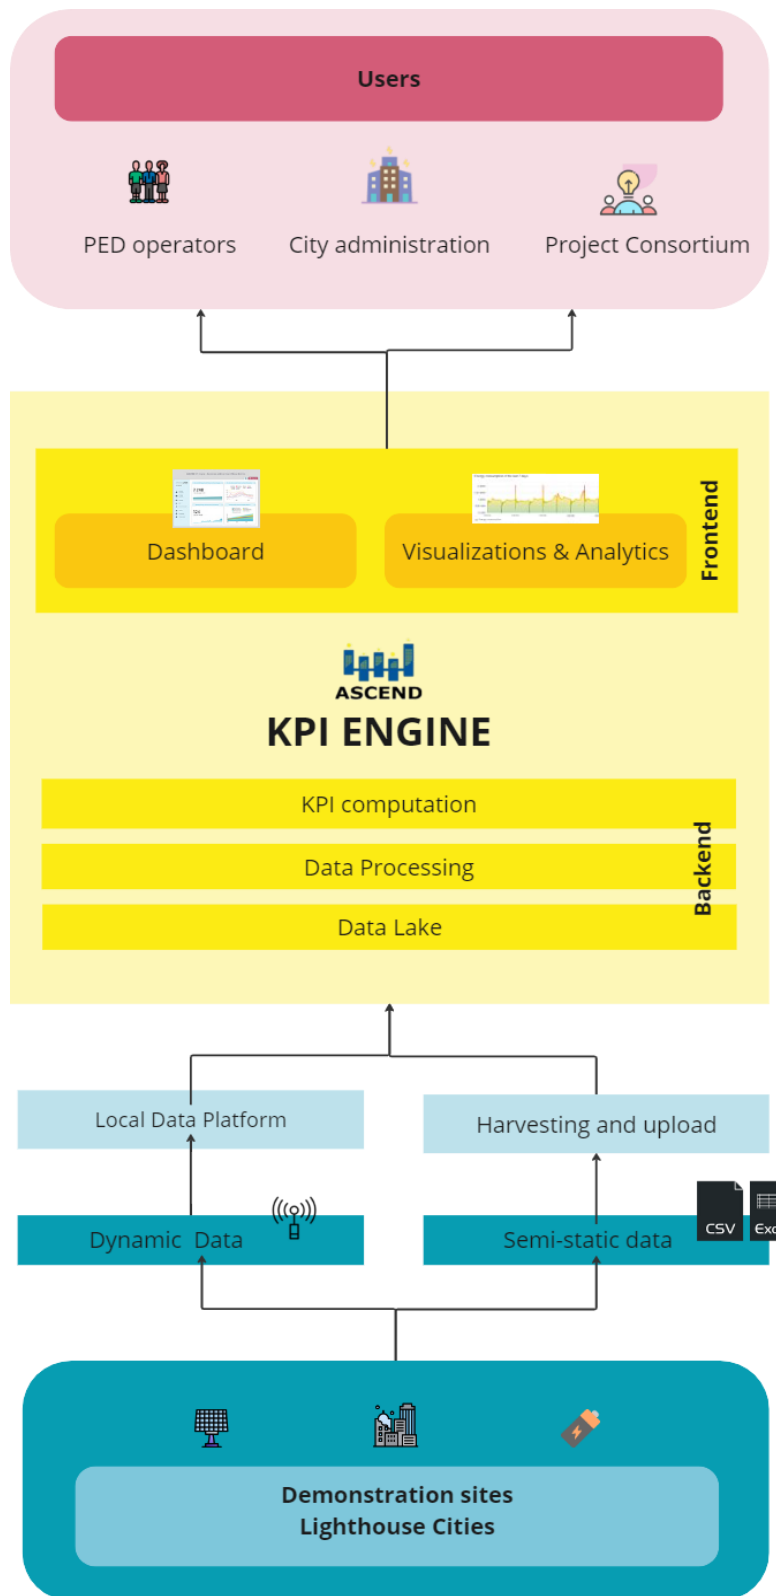 Users
PED operators
City administration
Project Consortium
Dashboard
Visualizations & Analytics
Frontend
ASCEND
KPI ENGINE
KPI computation
Data Processing
Data Lake
Backend
Local Data Platform
Harvesting and upload
Dynamic Data
Semi-static data
CSV
Exc
Demonstration sites
Lighthouse Cities